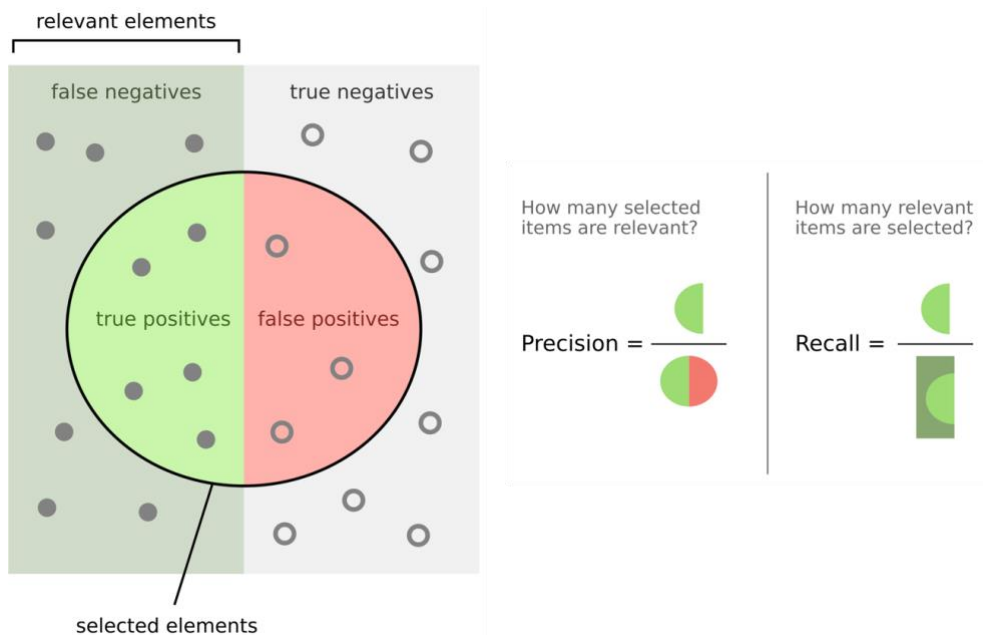 relevant elements
false negatives
true negatives
true positives
false positives
selected elements
How many selected
items are relevant?
Precision =
How many relevant
items are selected?
Recall =